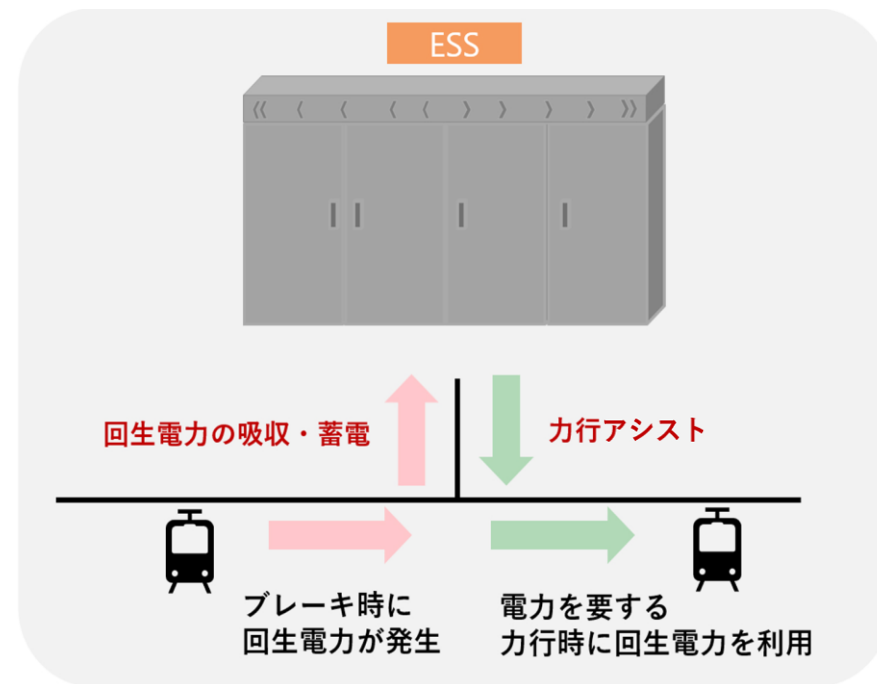 ESS
回生電力の吸収・蓄電
力行アシスト
ブレーキ時に
回生電力が発生
電力を要する
力行時に回生電力を利用